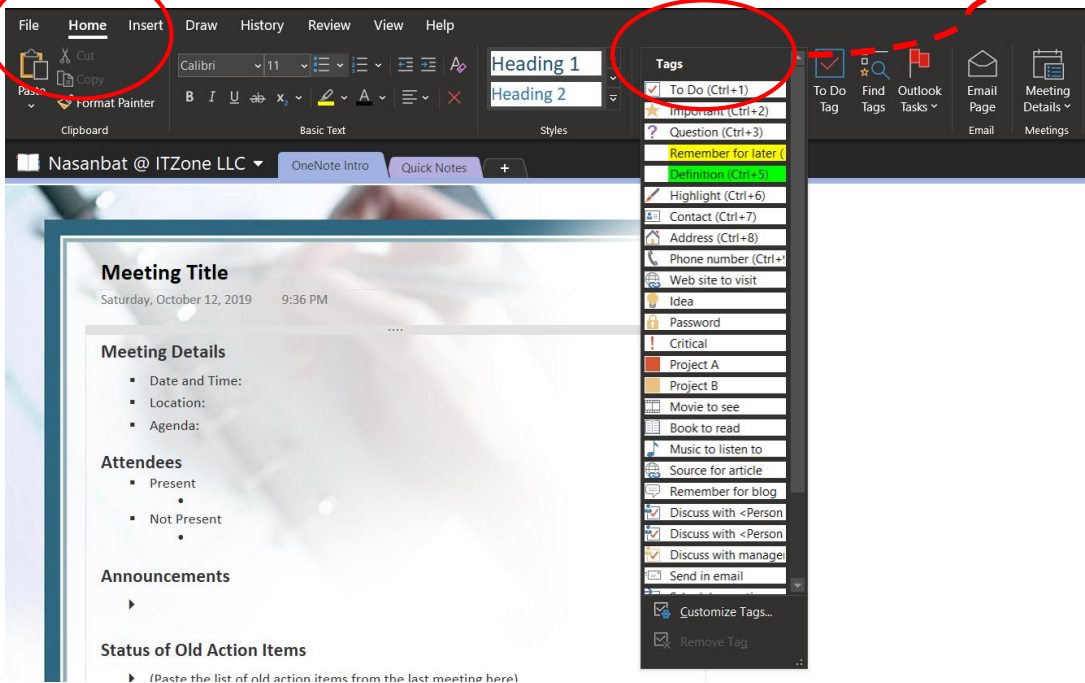 File Home Insert Draw History Review View Help
Cut
Copy
Paste
Format Painter
Clipboard
Calibri 11
B I U ab x₂ A
Basic Text
Heading 1
Heading 2
Styles
To Do Tag
Find Tags
Outlook Tasks
Email Page
Email
Meeting Details
Meetings
Nasanbat @ ITZone LLC
OneNote Intro
Quick Notes
+
Tags
To Do (Ctrl+1)
Important (Ctrl+2)
Question (Ctrl+3)
Remember for later (
Definition (Ctrl+5)
Highlight (Ctrl+6)
Contact (Ctrl+7)
Address (Ctrl+8)
Phone number (Ctrl+
Web site to visit
Idea
Password
Critical
Project A
Project B
Movie to see
Book to read
Music to listen to
Source for article
Remember for blog
Discuss with <Person
Discuss with <Person
Discuss with manage
Send in email
Customize Tags...
Remove Tag
Meeting Title
Saturday, October 12, 2019 9:36 PM
Meeting Details
Date and Time:
Location:
Agenda:
Attendees
Present
Not Present
Announcements
Status of Old Action Items
(Paste the list of old action items from the last meeting here)